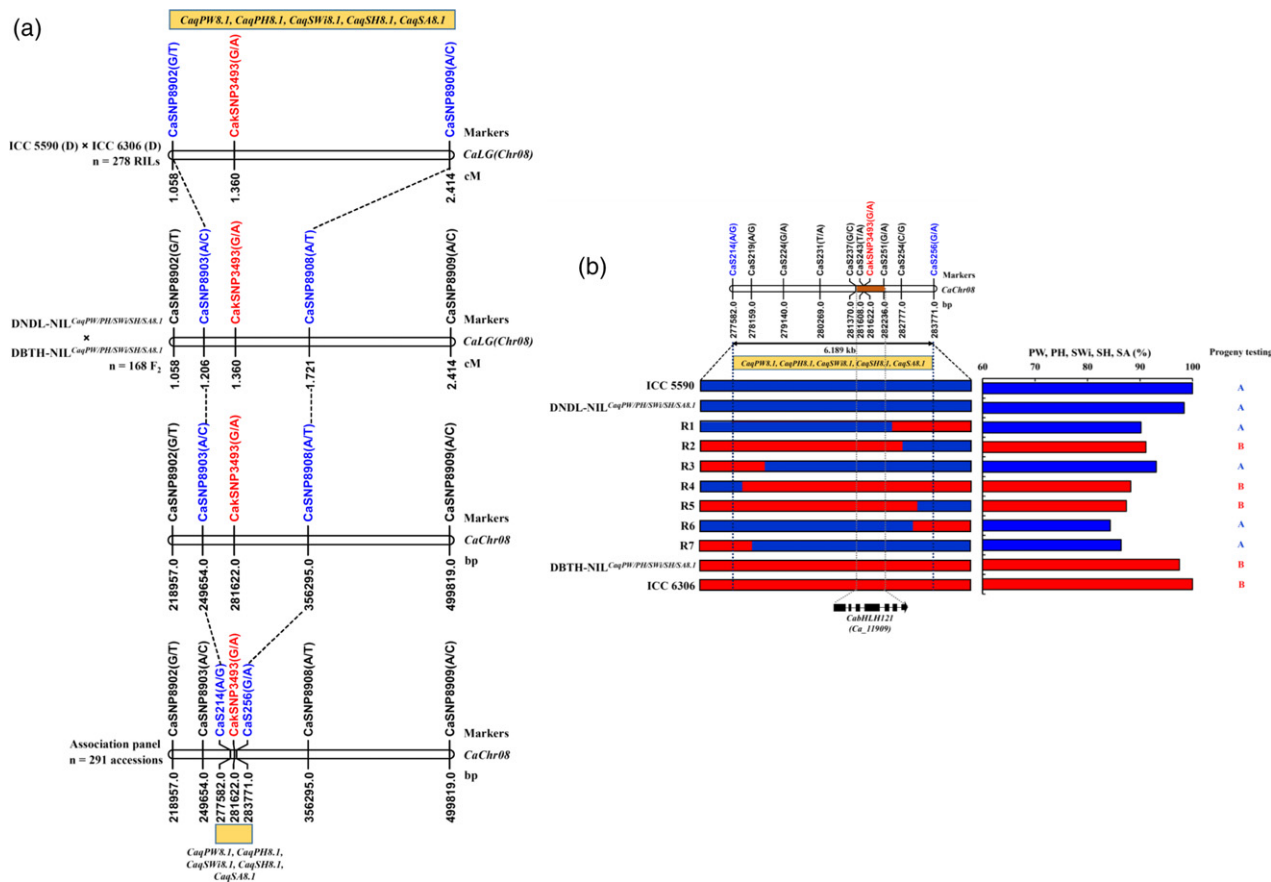 (a)
CaqPW8.1, CaqPH8.1, CaqSWi8.1, CaqSH8.1, CaqSA8.1
CaSNP8902(G/T)
CakSNP3493(G/A)
CaSNP8909(A/C)
Markers
ICC 5590 (D) × ICC 6306 (D)
n = 278 RILs
CaLG(Chr08)
cM
1.058
1.360
2.414
CaSNP8902(G/T)
CaSNP8903(A/C)
CakSNP3493(G/A)
CaSNP8908(A/T)
CaSNP8909(A/C)
Markers
DNDL-NIL CaqPW/PH/SWi/SH/SA8.1
×
DBTH-NIL CaqPW/PH/SWi/SH/SA8.1
n = 168 F2
CaLG(Chr08)
cM
1.058
-1.206
1.360
-1.721
2.414
CaSNP8902(G/T)
CaSNP8903(A/C)
CakSNP3493(G/A)
CaSNP8908(A/T)
CaSNP8909(A/C)
Markers
CaChr08
bp
218957.0
249654.0
281622.0
356295.0
499819.0
CaSNP8902(G/T)
CaSNP8903(A/C)
CaS214(A/G)
CakSNP3493(G/A)
CaS256(G/A)
CaSNP8908(A/T)
CaSNP8909(A/C)
Markers
Association panel
n = 291 accessions
CaChr08
bp
218957.0
249654.0
277582.0
281622.0
283771.0
356295.0
499819.0
CaqPW8.1, CaqPH8.1,
CaqSWi8.1, CaqSH8.1,
CaqSA8.1
(b)
CaS214(A/G)
CaS219(A/G)
CaS224(G/A)
CaS231(T/A)
CaS237(G/C)
CaS243(T/A)
CakSNP3493(G/A)
CaS251(G/A)
CaS254(C/G)
CaS256(G/A)
Markers
CaChr08
bp
277582.0
278159.0
279140.0
280269.0
281370.0
281608.0
281622.0
282236.0
282777.0
283771.0
6.189 kb
CaqPW8.1, CaqPH8.1, CaqSWi8.1, CaqSH8.1, CaqSA8.1
PW, PH, SWi, SH, SA (%)
Progeny testing
60 70 80 90 100
ICC 5590 A
DNDL-NIL CaqPW/PH/SWi/SH/SA8.1 A
R1 A
R2 B
R3 A
R4 B
R5 B
R6 A
R7 A
DBTH-NIL CaqPW/PH/SWi/SH/SA8.1 B
ICC 6306 B
CabHLH121
(Ca_11909)